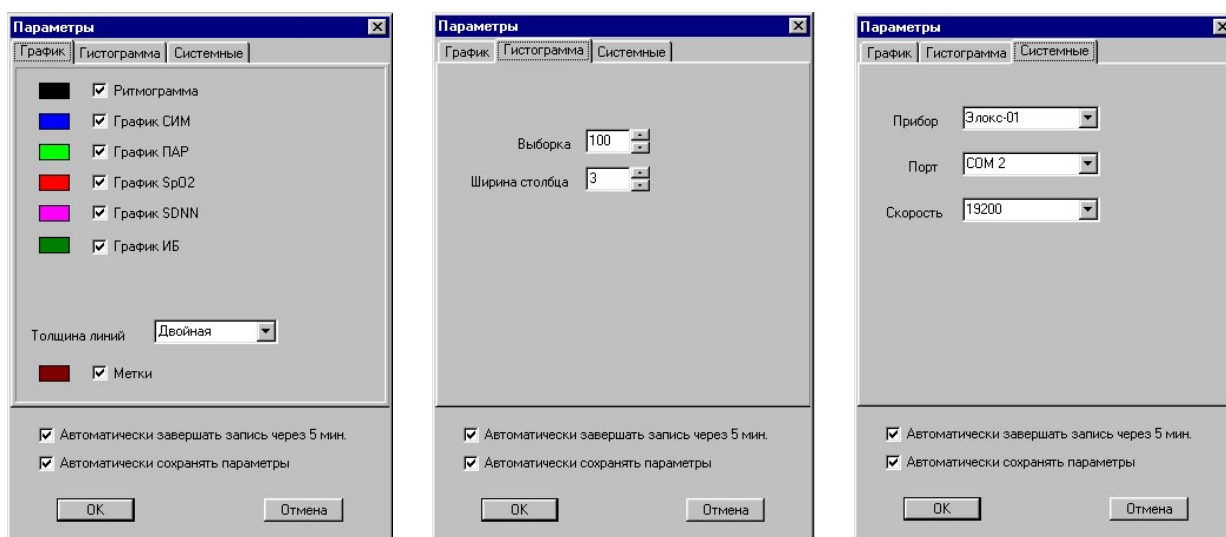 Параметры
График Гистограмма Системные
Ритмограмма
График СИМ
График ПАР
График SpO2
График SDNN
График ИБ
Толщина линий Двойная
Метки
Автоматически завершать запись через 5 мин.
Автоматически сохранять параметры
OK Отмена
Параметры
График Гистограмма Системные
Выборка 100
Ширина столбца 3
Автоматически завершать запись через 5 мин.
Автоматически сохранять параметры
OK Отмена
Параметры
График Гистограмма Системные
Прибор Элокс-01
Порт COM 2
Скорость 19200
Автоматически завершать запись через 5 мин.
Автоматически сохранять параметры
OK Отмена